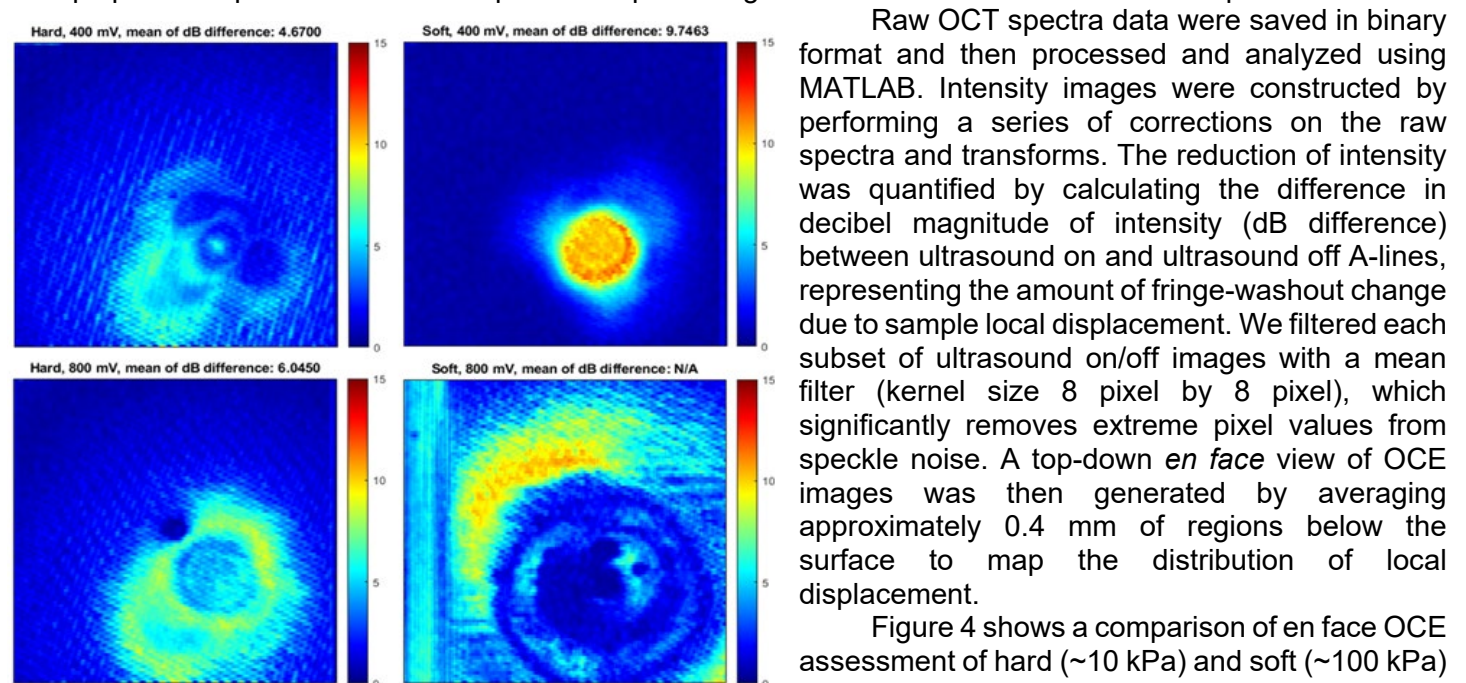 Hard, 400 mV, mean of dB difference: 4.6700
15
10
5
0
Soft, 400 mV, mean of dB difference: 9.7463
15
10
5
0
Hard, 800 mV, mean of dB difference: 6.0450
15
10
5
Soft, 800 mV, mean of dB difference: N/A
15
10
5
Raw OCT spectra data were saved in binary
format and then processed and analyzed using
MATLAB. Intensity images were constructed by
performing a series of corrections on the raw
spectra and transforms. The reduction of intensity
was quantified by calculating the difference in
decibel magnitude of intensity (dB difference)
between ultrasound on and ultrasound off A-lines,
representing the amount of fringe-washout change
due to sample local displacement. We filtered each
subset of ultrasound on/off images with a mean
filter (kernel size 8 pixel by 8 pixel), which
significantly removes extreme pixel values from
speckle noise. A top-down en face view of OCE
images was then generated by averaging
approximately 0.4 mm of regions below the
surface to map the distribution of local
displacement.
Figure 4 shows a comparison of en face OCE
assessment of hard (~10 kPa) and soft (~100 kPa)